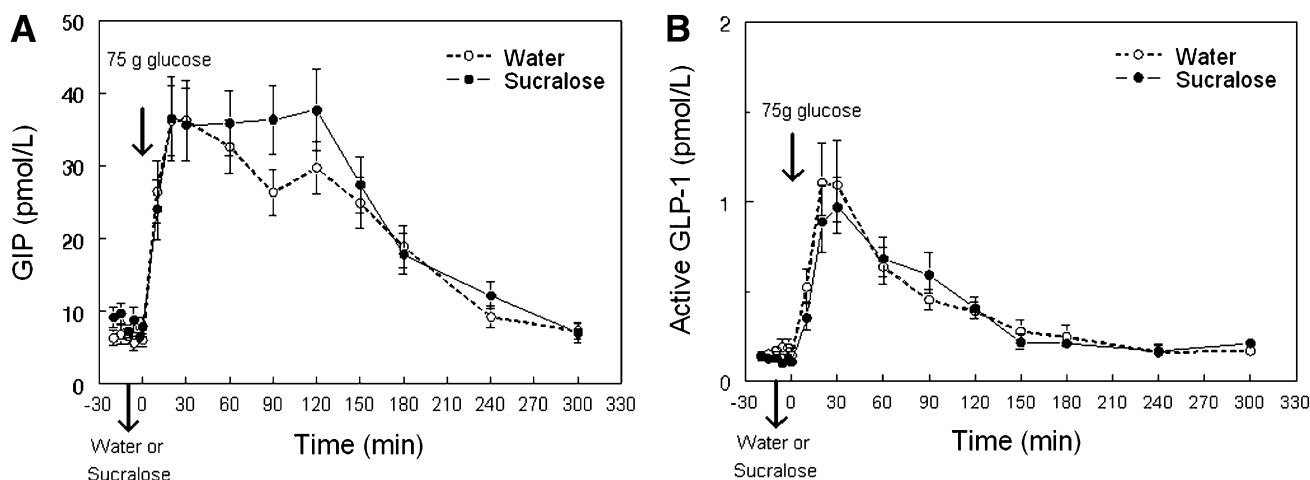 A
50
40
30
20
10
0
GIP (pmol/L)
75 g glucose
Water
Sucralose
-30 0 30 60 90 120 150 180 210 240 270 300 330
Water or
Sucralose
Time (min)
B
2
1
0
Active GLP-1 (pmol/L)
75g glucose
Water
Sucralose
-30 0 30 60 90 120 150 180 210 240 270 300 330
Water or
Sucralose
Time (min)